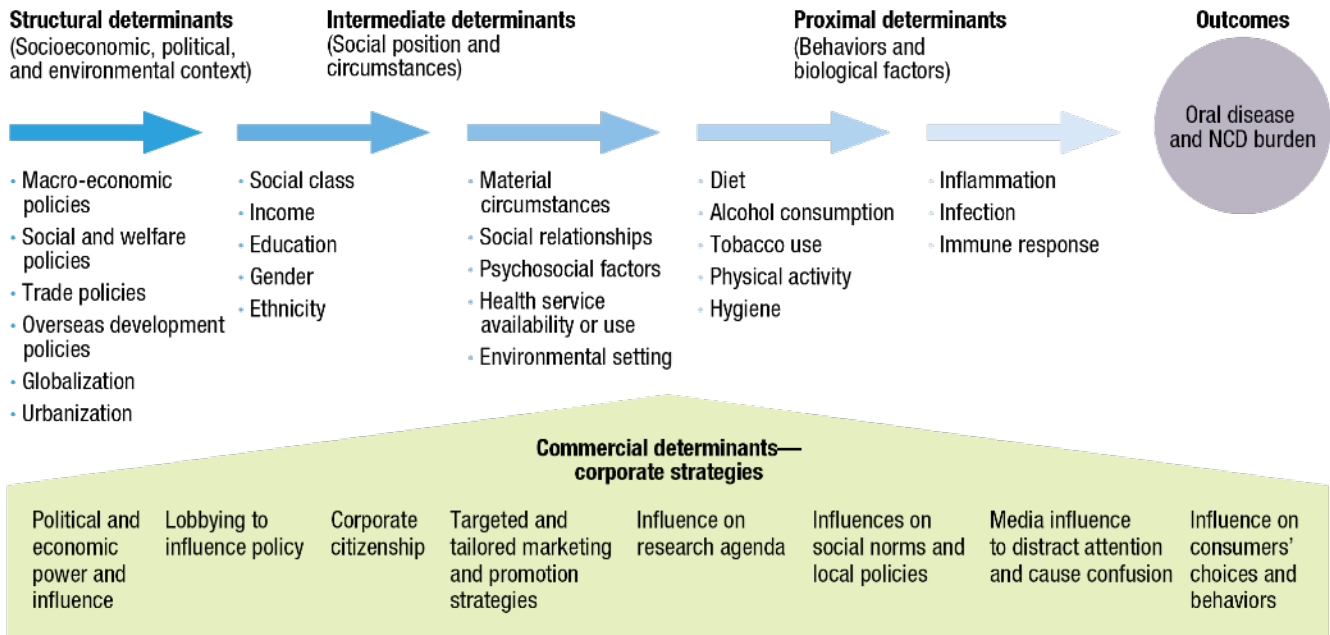 Structural determinants
(Socioeconomic, political,
and environmental context)
Intermediate determinants
(Social position and
circumstances)
Proximal determinants
(Behaviors and
biological factors)
Outcomes
Oral disease
and NCD burden
• Macro-economic
policies
• Social and welfare
policies
• Trade policies
• Overseas development
policies
• Globalization
• Urbanization
• Social class
• Income
• Education
• Gender
• Ethnicity
• Material
circumstances
• Social relationships
• Psychosocial factors
• Health service
availability or use
• Environmental setting
• Diet
• Alcohol consumption
• Tobacco use
• Physical activity
• Hygiene
• Inflammation
• Infection
• Immune response
Commercial determinants—
corporate strategies
Political and
economic
power and
influence
Lobbying to
influence policy
Corporate
citizenship
Targeted and
tailored marketing
and promotion
strategies
Influence on
research agenda
Influences on
social norms and
local policies
Media influence
to distract attention
and cause confusion
Influence on
consumers’
choices and
behaviors